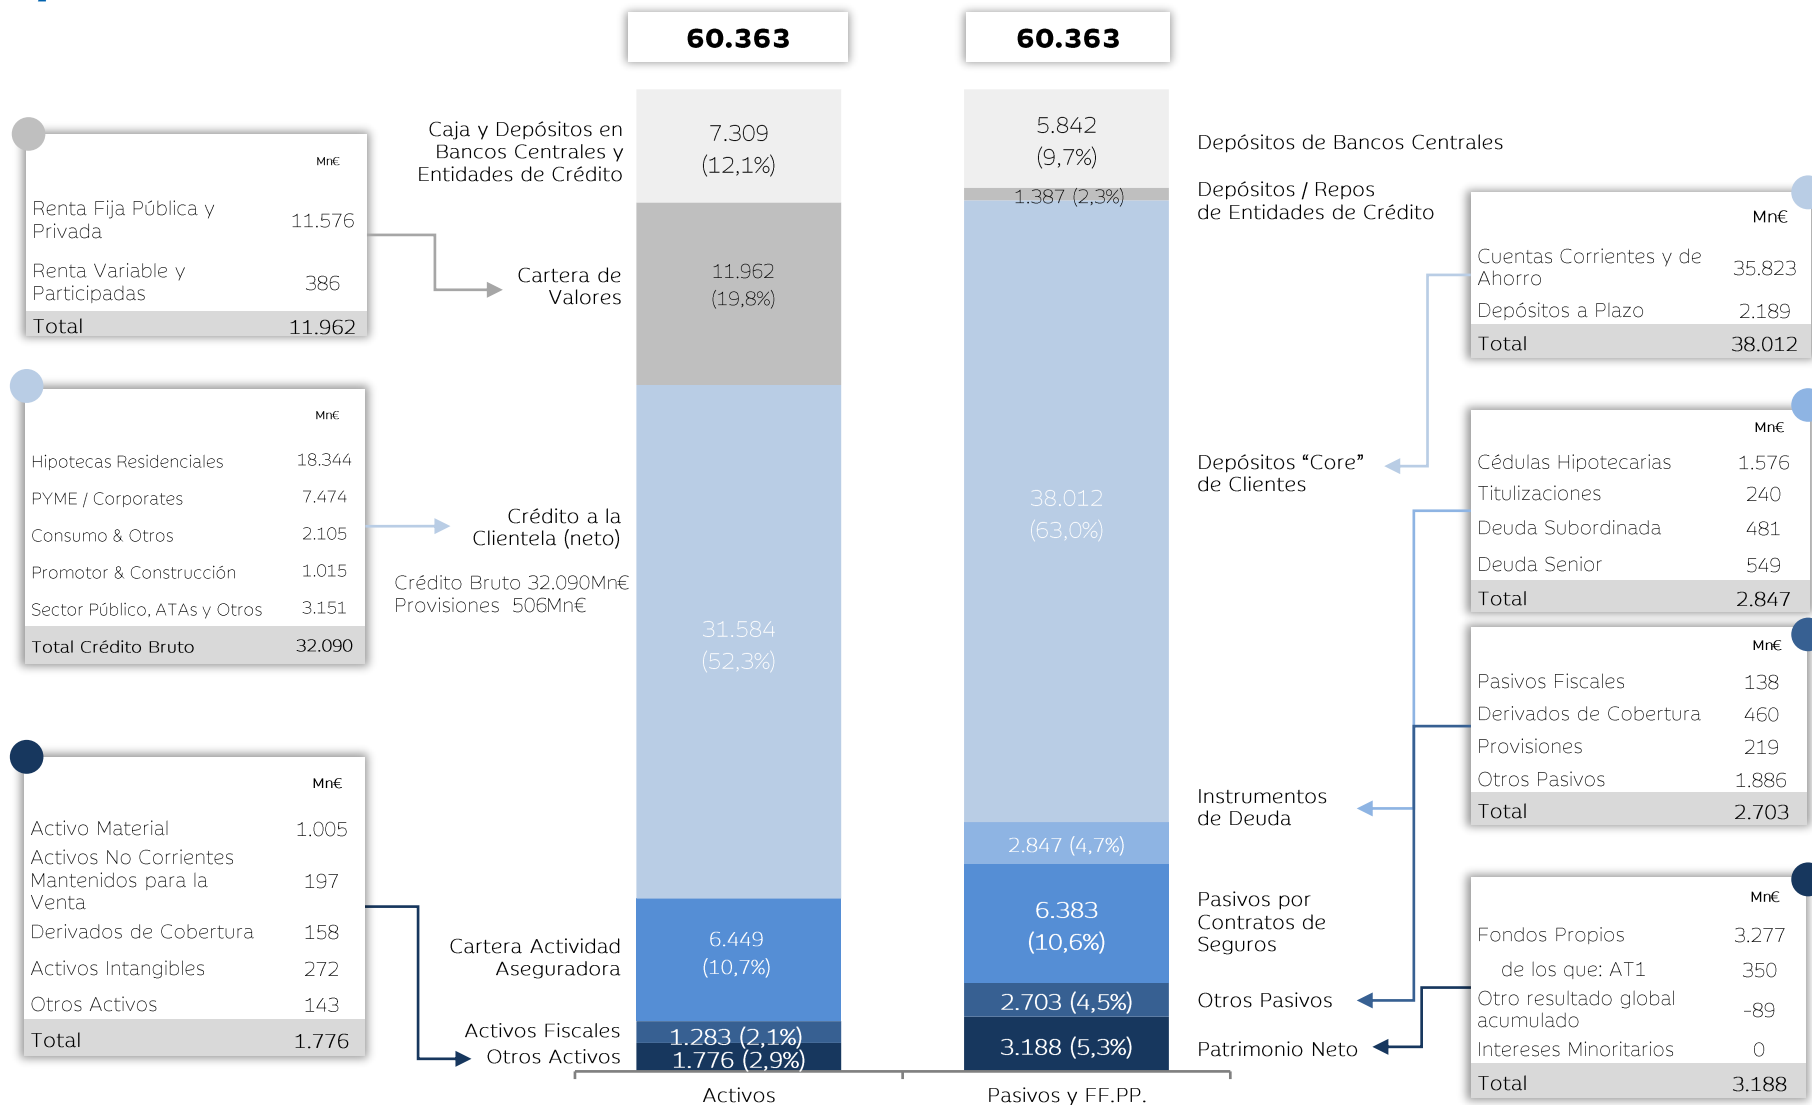 60.363
60.363
Mn€
Renta Fija Pública y
Privada
11.576
Renta Variable y
Participadas
386
Total 11.962
Mn€
Hipotecas Residenciales 18.344
PYME / Corporates 7.474
Consumo & Otros 2.105
Promotor & Construcción 1.015
Sector Público, ATAs y Otros 3.151
Total Crédito Bruto 32.090
Mn€
Activo Material 1.005
Activos No Corrientes
Mantenidos para la
Venta
197
Derivados de Cobertura 158
Activos Intangibles 272
Otros Activos 143
Total 1.776
Caja y Depósitos en
Bancos Centrales y
Entidades de Crédito
Cartera de
Valores
Crédito a la
Clientela (neto)
Crédito Bruto 32.090Mn€
Provisiones 506Mn€
Cartera Actividad
Aseguradora
Activos Fiscales
Otros Activos
7.309
(12,1%)
11.962
(19,8%)
31.584
(52,3%)
6.449
(10,7%)
1.283 (2,1%)
1.776 (2,9%)
Activos
5.842
(9,7%)
1.387 (2,3%)
38.012
(63,0%)
2.847 (4,7%)
6.383
(10,6%)
2.703 (4,5%)
3.188 (5,3%)
Pasivos y FF.PP.
Depósitos de Bancos Centrales
Depósitos / Repos
de Entidades de Crédito
Depósitos “Core”
de Clientes
Instrumentos
de Deuda
Pasivos por
Contratos de
Seguros
Otros Pasivos
Patrimonio Neto
Mn€
Cuentas Corrientes y de
Ahorro
35.823
Depósitos a Plazo 2.189
Total 38.012
Mn€
Cédulas Hipotecarias 1.576
Titulizaciones 240
Deuda Subordinada 481
Deuda Senior 549
Total 2.847
Mn€
Pasivos Fiscales 138
Derivados de Cobertura 460
Provisiones 219
Otros Pasivos 1.886
Total 2.703
Mn€
Fondos Propios 3.277
de los que: AT1 350
Otro resultado global
acumulado
-89
Intereses Minoritarios 0
Total 3.188